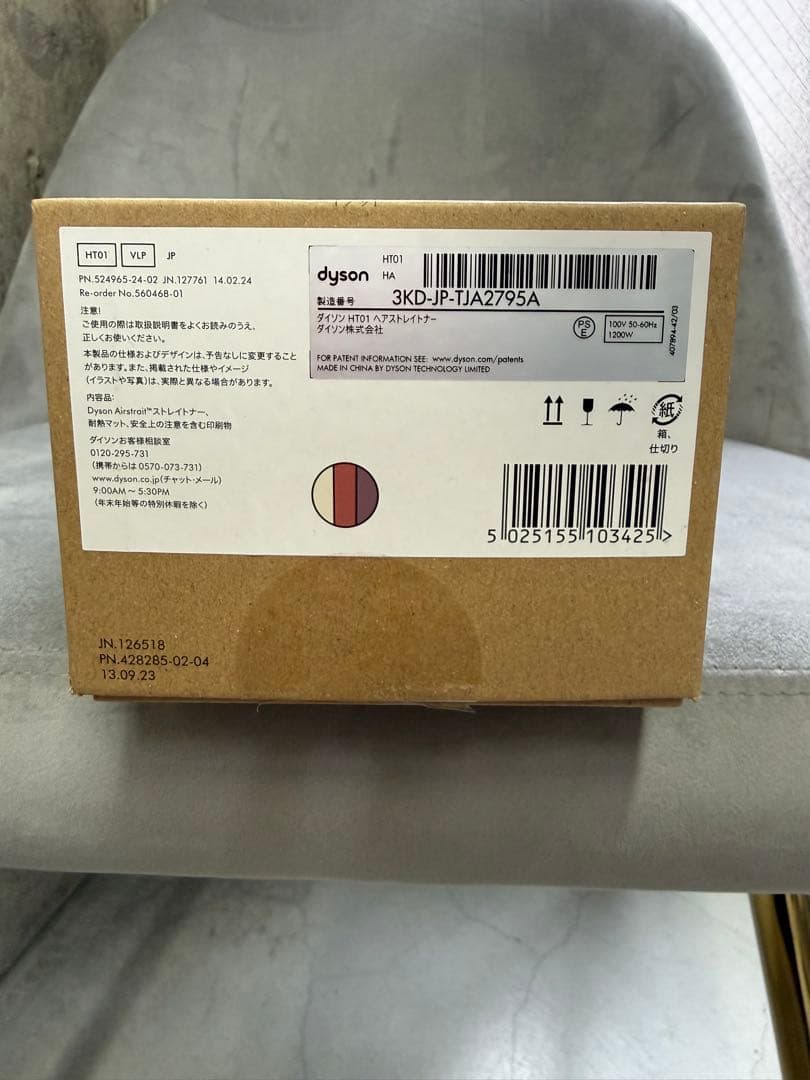 HT01 VLP JP
PN.524965-24-02 JN.127761 14.02.24
Re-order No.560468-01
注意!
ご使用の際は取扱説明書をよくお読みのうえ、
正しくお使いください。
本製品の仕様およびデザインは、予告なしに変更すること
があります。また、掲載された仕様やイメージ
(イラストや写真)は、実際と異なる場合があります。
内容品:
Dyson Airstrait™ストレイトナー、
耐熱マット、安全上の注意を含む印刷物
ダイソンお客様相談室
0120-295-731
(携帯からは 0570-073-731)
www.dyson.co.jp(チャット・メール)
9:00AM～5:30PM
(年末年始等の特別休暇を除く)
dyson
HT01
HA
製造番号 3KD-JP-TJA2795A
ダイソン HT01 ヘアストレイトナー
ダイソン株式会社
PS
E
100V 50-60Hz
1200W
FOR PATENT INFORMATION SEE: www.dyson.com/patents
MADE IN CHINA BY DYSON TECHNOLOGY LIMITED
407894-42/03
紙
箱、
仕切り
5 025155 103425 >
JN.126518
PN.428285-02-04
13.09.23